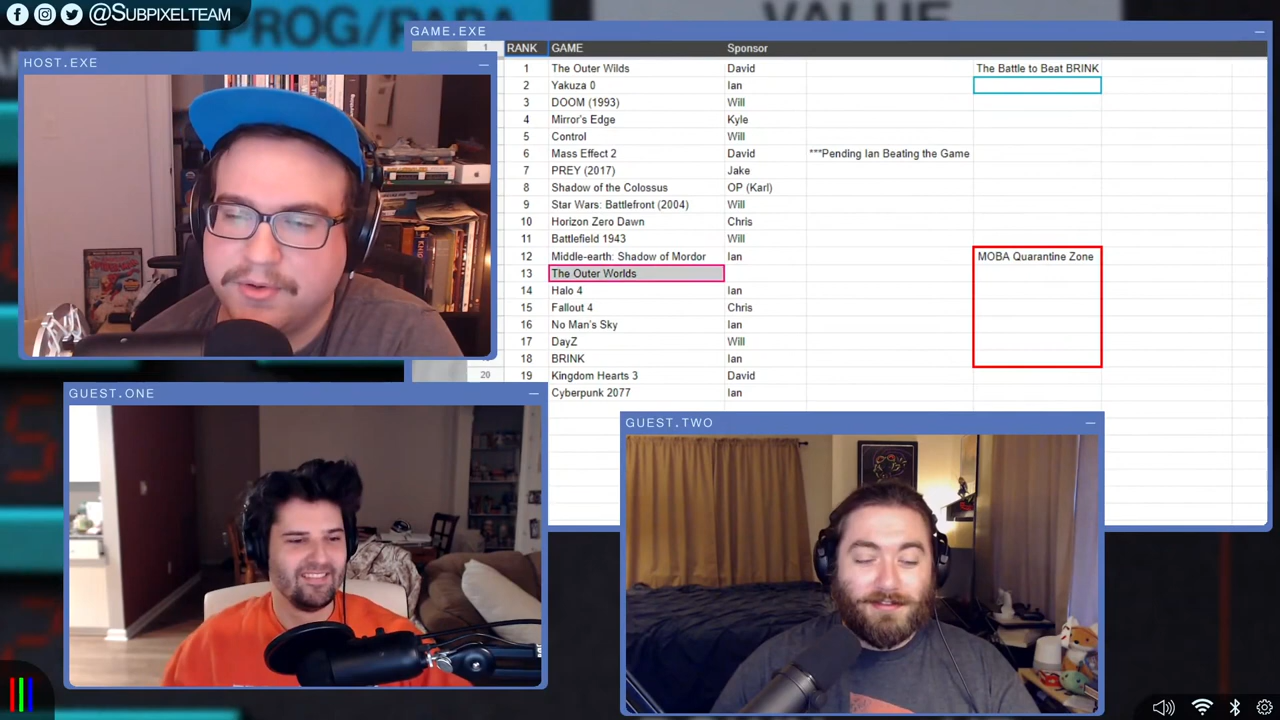 @SUBPIXELTEAM
PROG/PARA
VALUE
GAME.EXE
HOST.EXE
1 RANK GAME Sponsor
1 The Outer Wilds David The Battle to Beat BRINK
2 Yakuza 0 Ian
3 DOOM (1993) Will
4 Mirror's Edge Kyle
5 Control Will
6 Mass Effect 2 David ***Pending Ian Beating the Game
7 PREY (2017) Jake
8 Shadow of the Colossus OP (Karl)
9 Star Wars: Battlefront (2004) Will
10 Horizon Zero Dawn Chris
11 Battlefield 1943 Will
12 Middle-earth: Shadow of Mordor Ian MOBA Quarantine Zone
13 The Outer Worlds
14 Halo 4 Ian
15 Fallout 4 Chris
16 No Man's Sky Ian
17 DayZ Will
18 BRINK Ian
20 19 Kingdom Hearts 3 David
Cyberpunk 2077 Ian
GUEST.ONE
GUEST.TWO